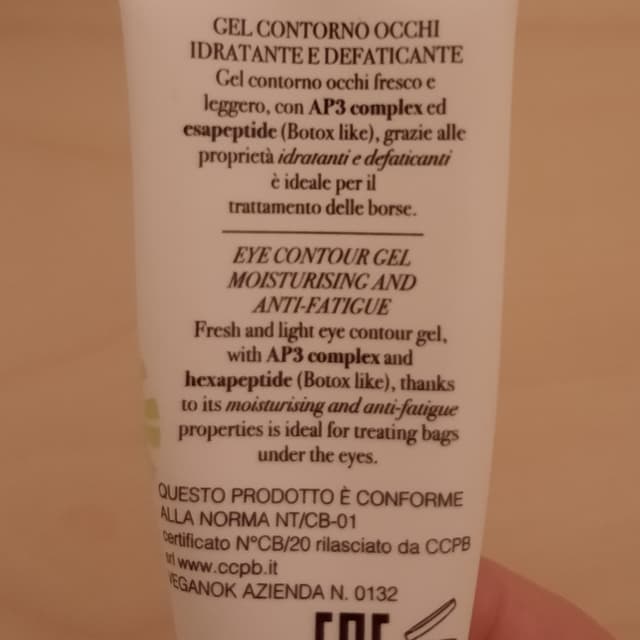 GEL CONTORNO OCCHI
IDRATANTE E DEFATICANTE
Gel contorno occhi fresco e
leggero, con AP3 complex ed
esapeptide (Botox like), grazie alle
proprietà idratanti e defaticanti
è ideale per il
trattamento delle borse.
EYE CONTOUR GEL
MOISTURISING AND
ANTI-FATIGUE
Fresh and light eye contour gel,
with AP3 complex and
hexapeptide (Botox like), thanks
to its moisturising and anti-fatigue
properties is ideal for treating bags
under the eyes.
QUESTO PRODOTTO È CONFORME
ALLA NORMA NT/CB-01
certificato N°CB/20 rilasciato da CCPB
srl www.ccpb.it
VEGANOK AZIENDA N. 0132